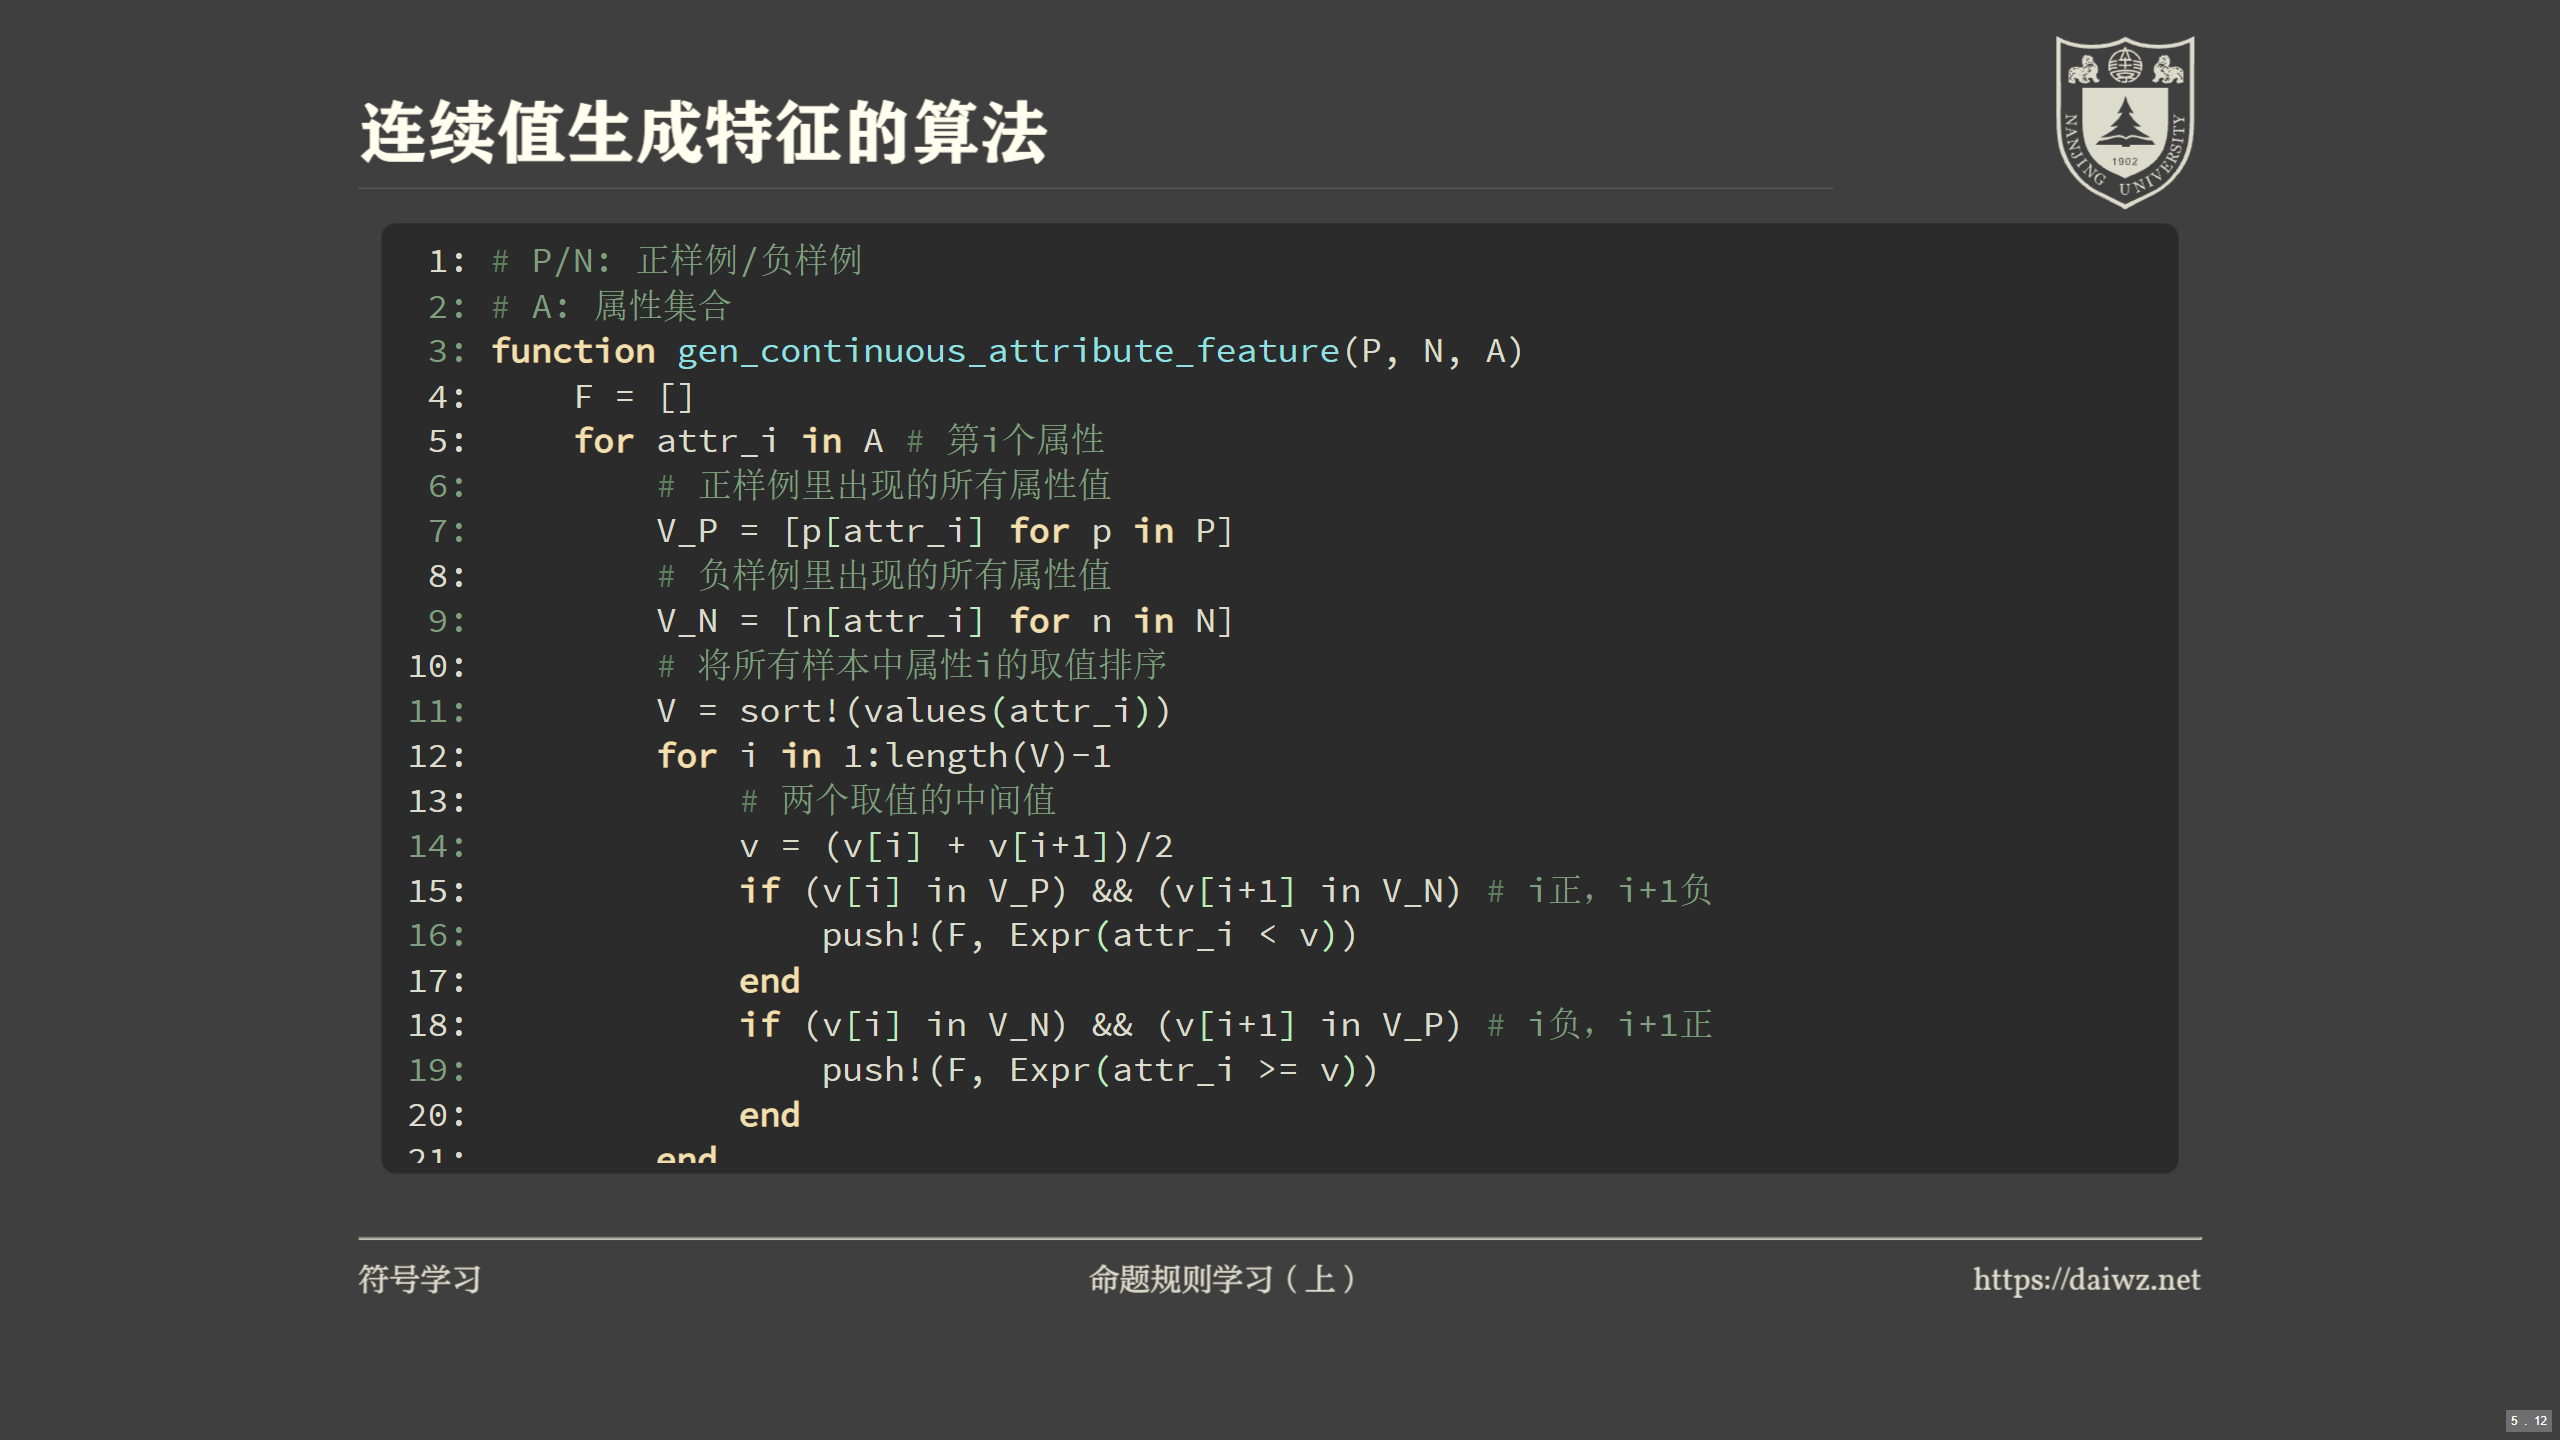 连续值生成特征的算法
NANJING UNIVERSITY
1902
1: # P/N: 正样例/负样例
2: # A: 属性集合
3: function gen_continuous_attribute_feature(P, N, A)
4:     F = []
5:     for attr_i in A # 第i个属性
6:         # 正样例里出现的所有属性值
7:         V_P = [p[attr_i] for p in P]
8:         # 负样例里出现的所有属性值
9:         V_N = [n[attr_i] for n in N]
10:         # 将所有样本中属性i的取值排序
11:         V = sort!(values(attr_i))
12:         for i in 1:length(V)-1
13:             # 两个取值的中间值
14:             v = (v[i] + v[i+1])/2
15:             if (v[i] in V_P) && (v[i+1] in V_N) # i正，i+1负
16:                 push!(F, Expr(attr_i < v))
17:             end
18:             if (v[i] in V_N) && (v[i+1] in V_P) # i负，i+1正
19:                 push!(F, Expr(attr_i >= v))
20:             end
21:         end
符号学习
命题规则学习（上）
https://daiwz.net
5 . 12